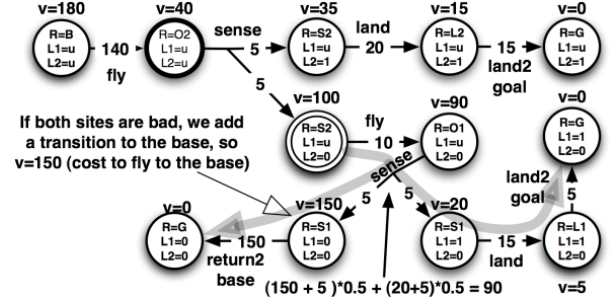 v=180
v=40
v=35
v=15
v=0
R=B
L1=u
L2=u
140
fly
R=O2
L1=u
L2=u
sense
5
5
R=S2
L1=u
L2=1
land
20
R=L2
L1=u
L2=1
15
land2
goal
R=G
L1=u
L2=1
v=100
v=90
v=0
If both sites are bad, we add
a transition to the base, so
v=150 (cost to fly to the base)
R=S2
L1=u
L2=0
fly
10
R=O1
L1=u
L2=0
R=G
L1=1
L2=0
sense
5
5
land2
goal
5
v=0
v=150
v=20
R=G
L1=0
L2=0
150
return2
base
R=S1
L1=0
L2=0
R=S1
L1=1
L2=0
15
land
R=L1
L1=1
L2=0
(150 + 5 )*0.5 + (20+5)*0.5 = 90
v=5